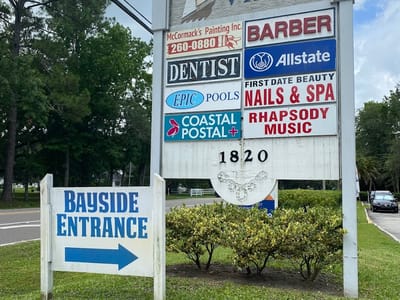 McCormack's Painting Inc
260-0880
BARBER
DENTIST
Allstate
EPIC POOLS
FIRST DATE BEAUTY
NAILS & SPA
COASTAL
POSTAL+
RHAPSODY
MUSIC
1820
BAYSIDE
ENTRANCE